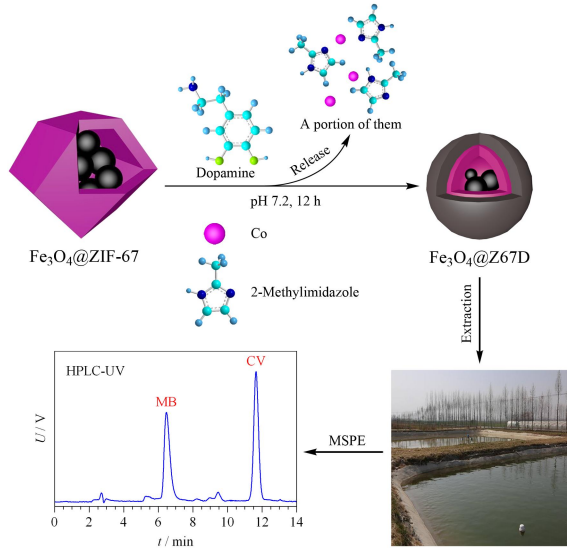 Dopamine
A portion of them
Release
pH 7.2, 12 h
Fe₃O₄@ZIF-67
Co
2-Methylimidazole
Fe₃O₄@Z67D
Extraction
MSPE
HPLC-UV
MB
CV
U / V
0 2 4 6 8 10 12 14
t / min